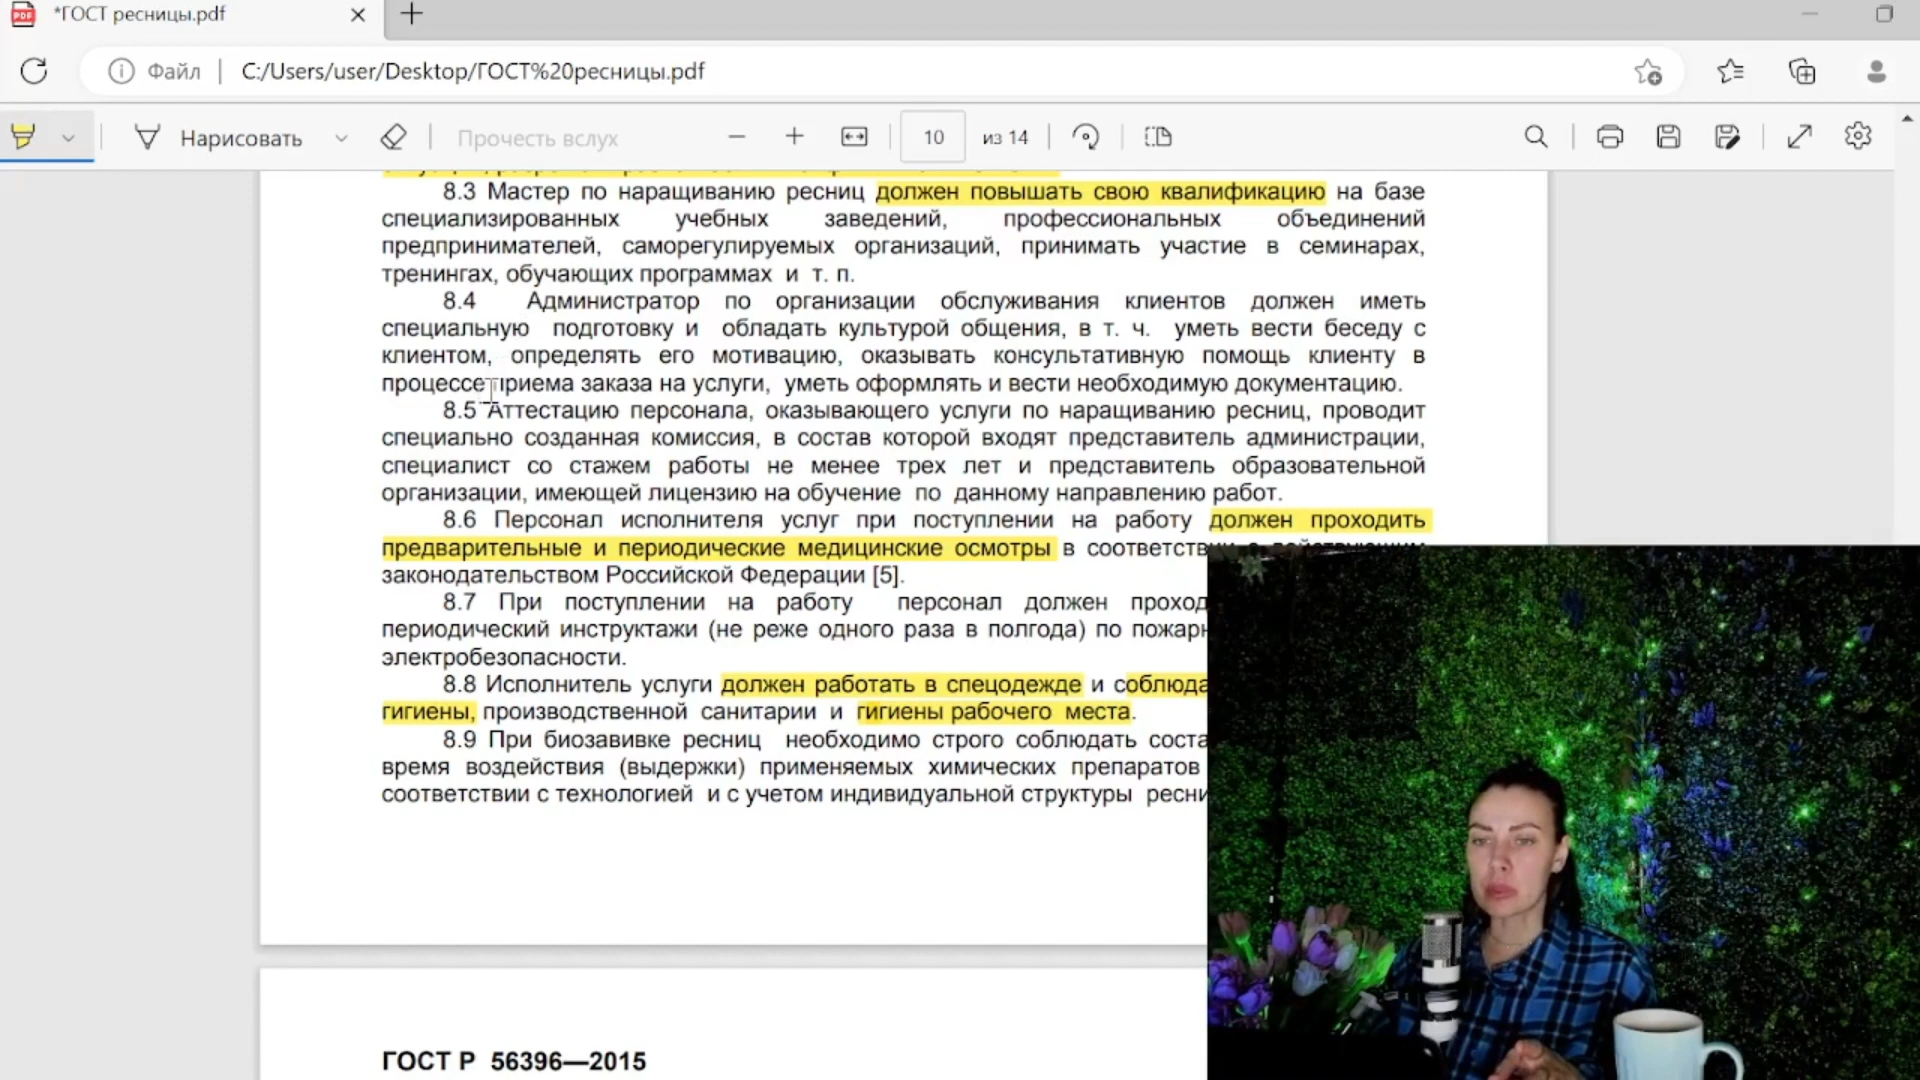 *ГОСТ ресницы.pdf
Файл
C:/Users/user/Desktop/ГОСТ%20ресницы.pdf
Нарисовать
Прочесть вслух
10
из 14
8.3 Мастер по наращиванию ресниц должен повышать свою квалификацию на базе
специализированных учебных заведений, профессиональных объединений
предпринимателей, саморегулируемых организаций, принимать участие в семинарах,
тренингах, обучающих программах и т. п.
8.4 Администратор по организации обслуживания клиентов должен иметь
специальную подготовку и обладать культурой общения, в т. ч. уметь вести беседу с
клиентом, определять его мотивацию, оказывать консультативную помощь клиенту в
процессе приема заказа на услуги, уметь оформлять и вести необходимую документацию.
8.5 Аттестацию персонала, оказывающего услуги по наращиванию ресниц, проводит
специально созданная комиссия, в состав которой входят представитель администрации,
специалист со стажем работы не менее трех лет и представитель образовательной
организации, имеющей лицензию на обучение по данному направлению работ.
8.6 Персонал исполнителя услуг при поступлении на работу должен проходить
предварительные и периодические медицинские осмотры в соответств
законодательством Российской Федерации [5].
8.7 При поступлении на работу персонал должен проход
периодический инструктажи (не реже одного раза в полгода) по пожарн
электробезопасности.
8.8 Исполнитель услуги должен работать в спецодежде и соблюда
гигиены, производственной санитарии и гигиены рабочего места.
8.9 При биозавивке ресниц необходимо строго соблюдать соста
время воздействия (выдержки) применяемых химических препаратов
соответствии с технологией и с учетом индивидуальной структуры ресни
ГОСТ Р 56396—2015